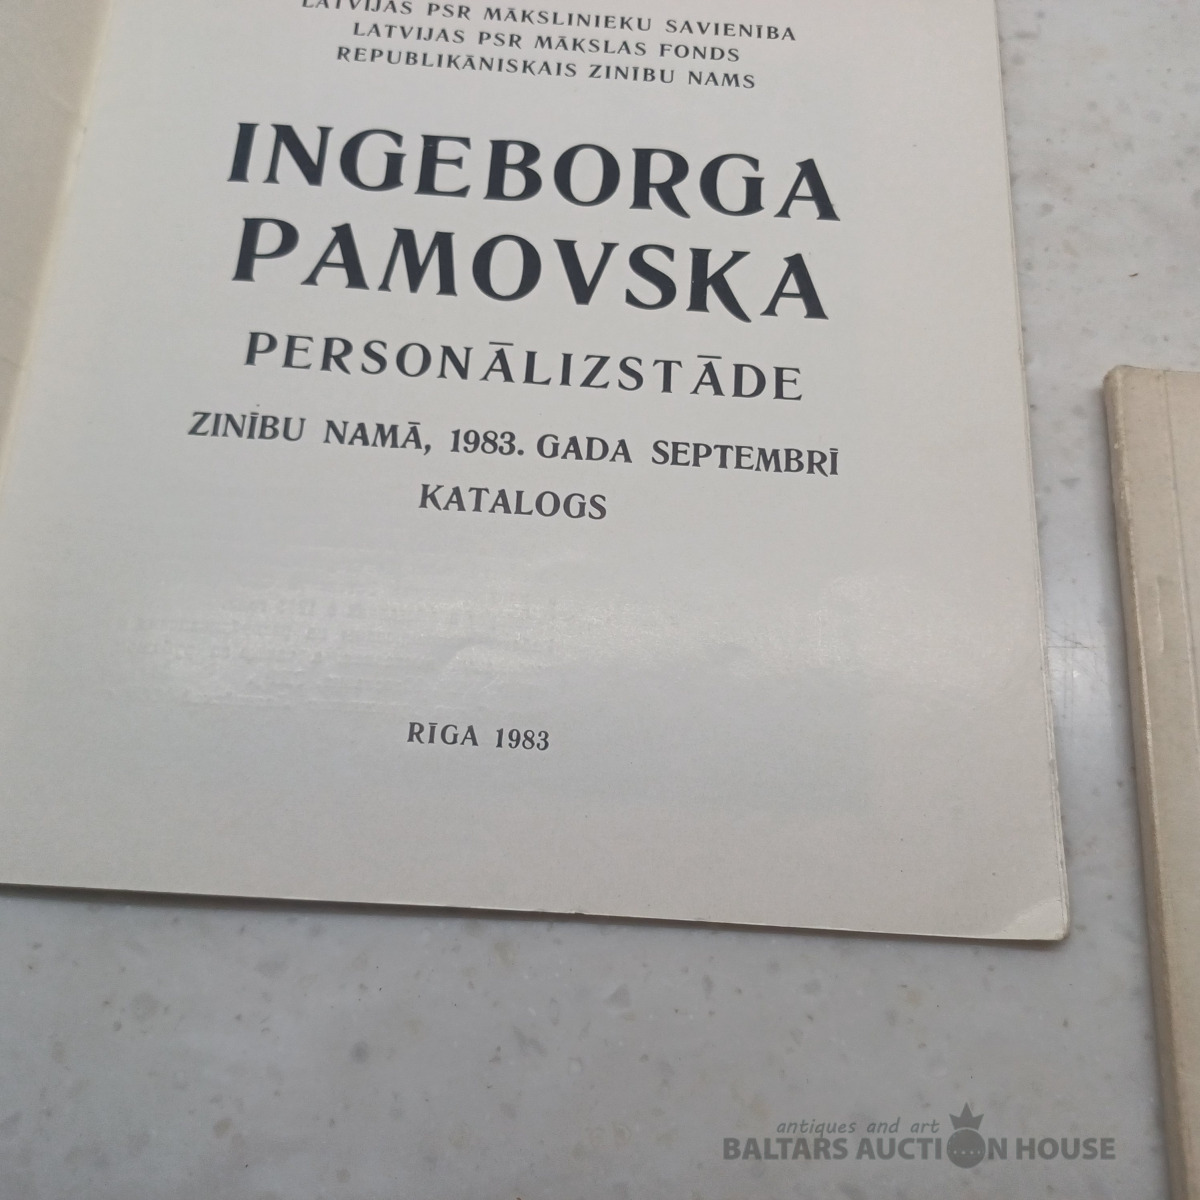 LATVIJAS PSR MĀKSLINIEKU SAVIENĪBA
LATVIJAS PSR MĀKSLAS FONDS
REPUBLIKĀNISKAIS ZINĪBU NAMS
INGEBORGA
PAMOVSKA
PERSONĀLIZSTĀDE
ZINĪBU NAMĀ, 1983. GADA SEPTEMBRĪ
KATALOGS
RĪGA 1983
antiques and art
BALTARS AUCTION HOUSE